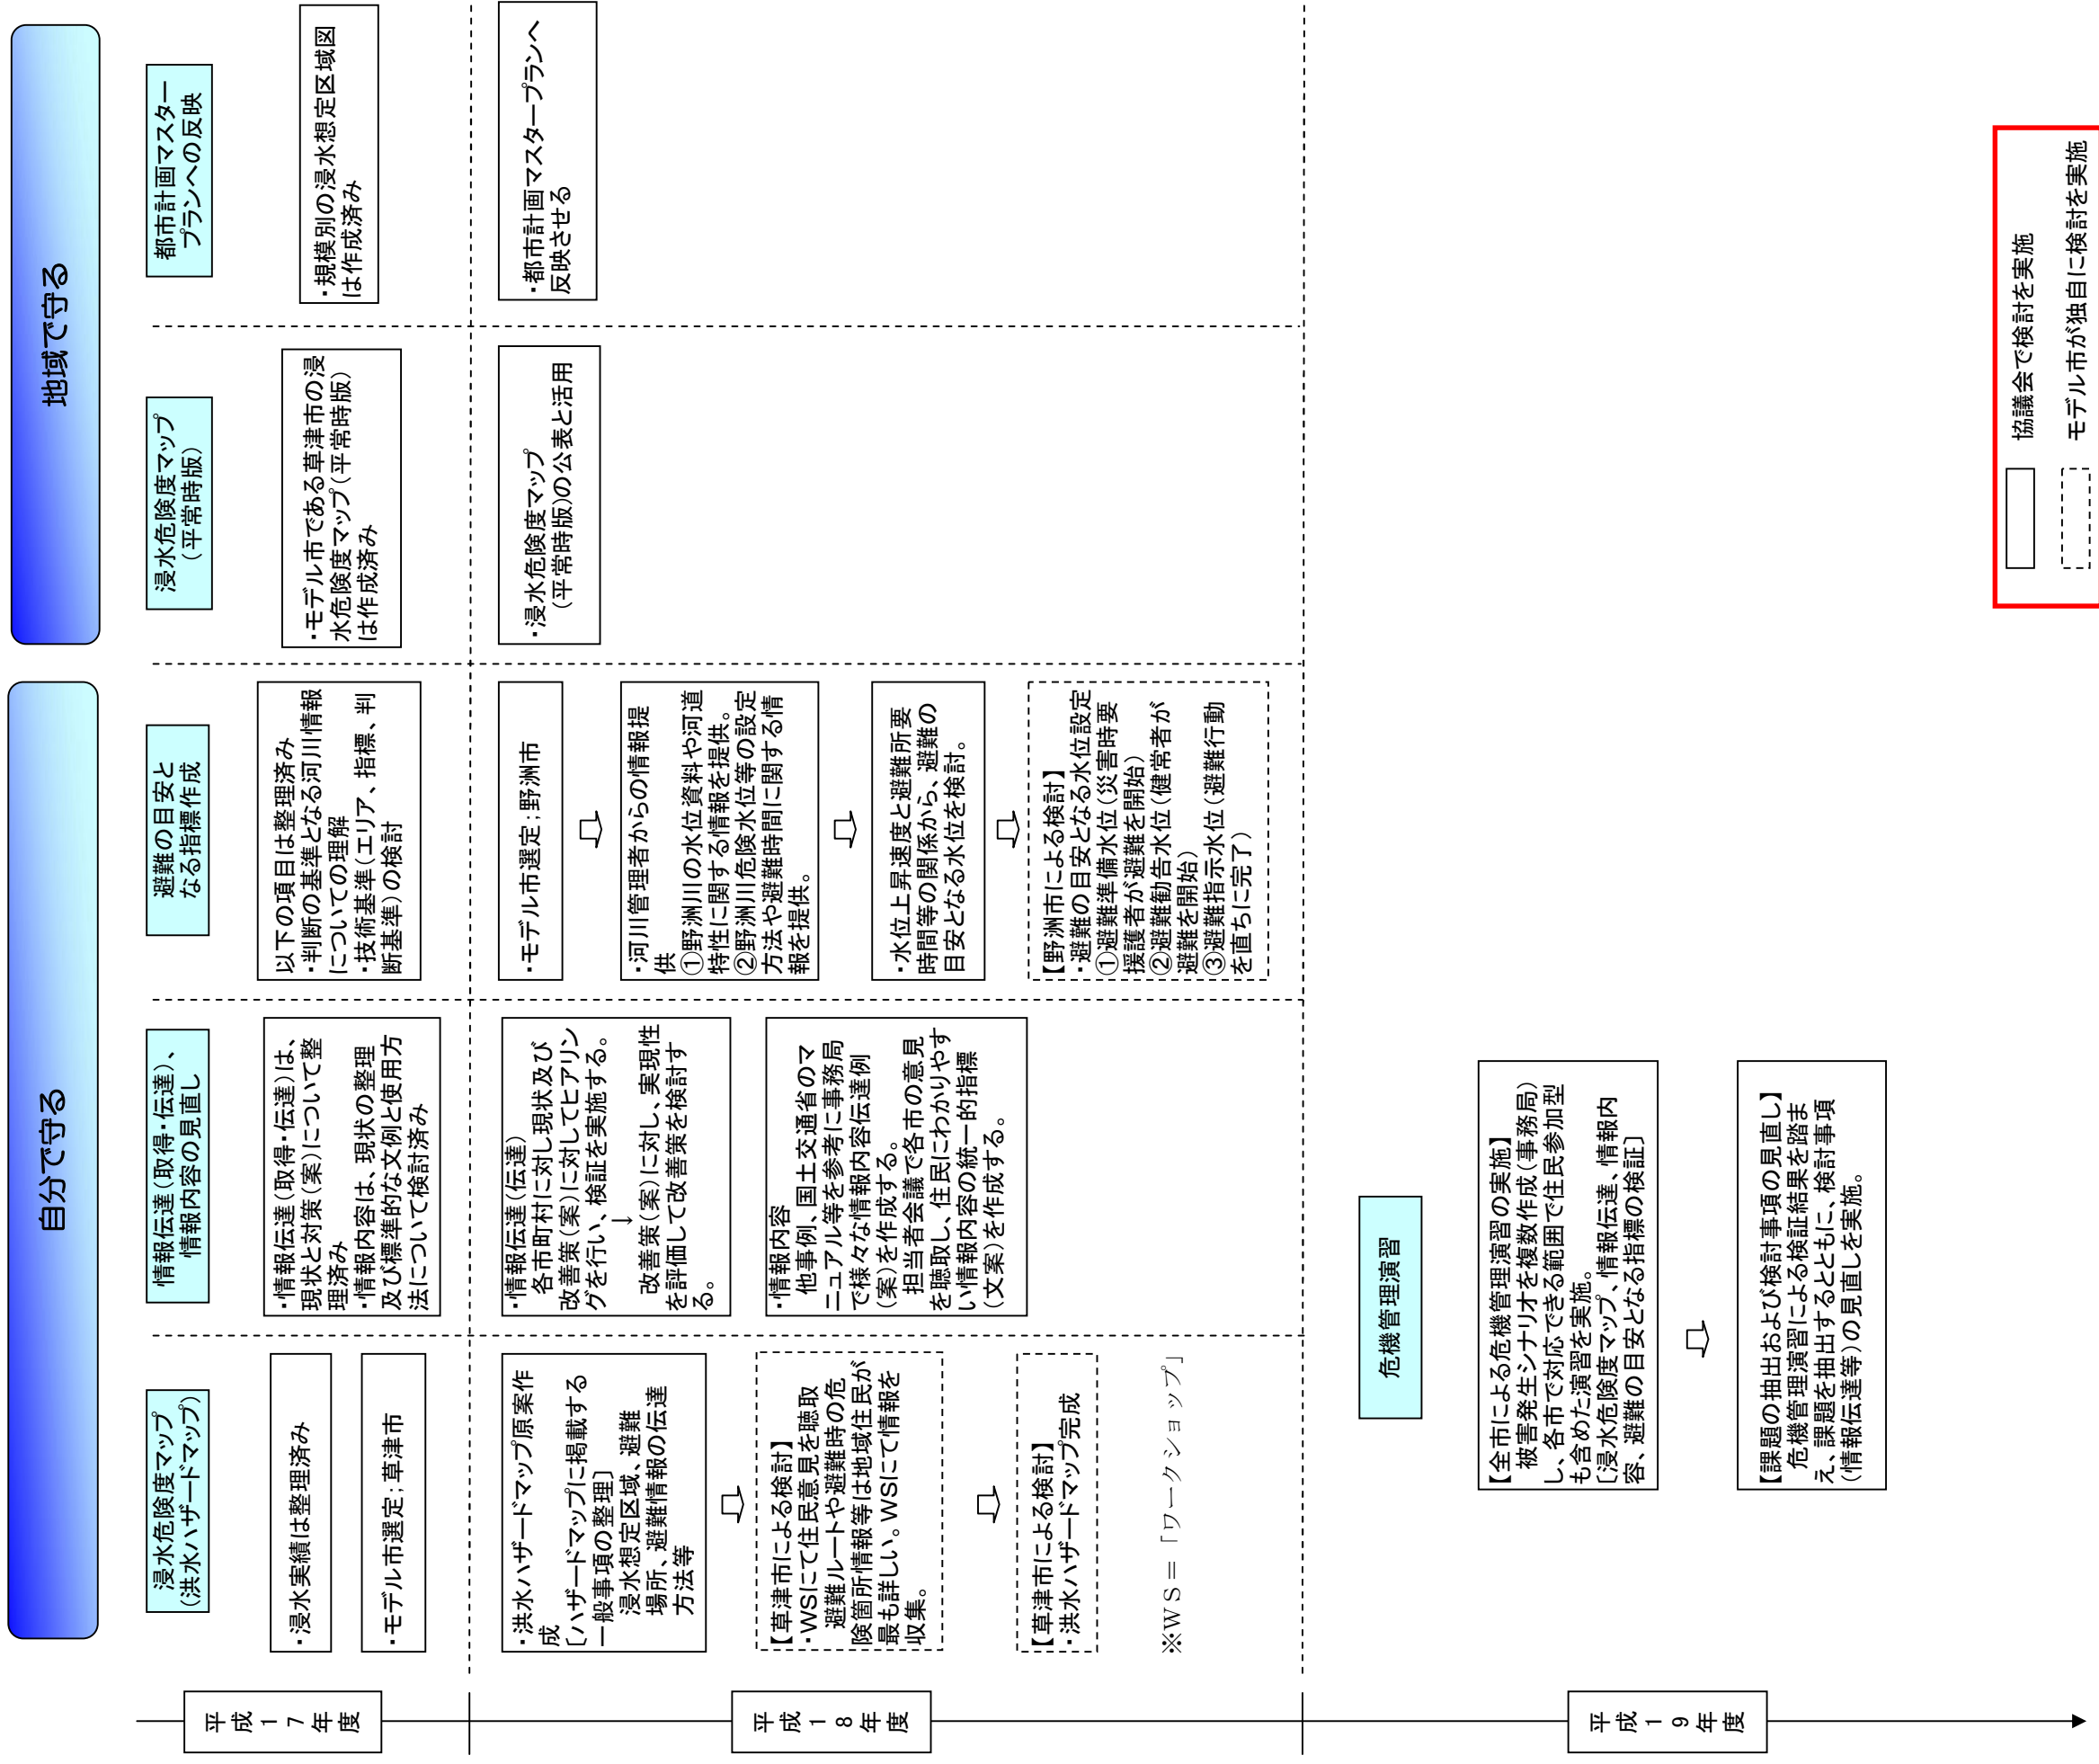 自分で守る
地域で守る
浸水危険度マップ
（洪水ハザードマップ）
情報伝達（取得・伝達）、
情報内容の見直し
避難の目安と
なる指標作成
浸水危険度マップ
（平常時版）
都市計画マスター
プランへの反映
平成17年度
・浸水実績は整理済み
・モデル市選定；草津市
・情報伝達（取得・伝達）は、
現状と対策（案）について整
理済み
・情報内容は、現状の整理
及び標準的な文例と使用方
法について検討済み
以下の項目は整理済み
・判断の基準となる河川情報
についての理解
・技術基準（エリア、指標、判
断基準）の検討
・モデル市である草津市の浸
水危険度マップ（平常時版）
は作成済み
・規模別の浸水想定区域図
は作成済み
平成18年度
・洪水ハザードマップ原案作
成
［ハザードマップに掲載する
一般事項の整理］
浸水想定区域、避難
場所、避難情報の伝達
方法等
【草津市による検討】
・WSにて住民意見を聴取
避難ルートや避難時の危
険箇所情報等は地域住民が
最も詳しい。WSにて情報を
収集。
【草津市による検討】
・洪水ハザードマップ完成
※WS＝「ワークショップ」
・情報伝達（伝達）
各市町村に対し現状及び
改善策（案）に対してヒアリン
グを行い、検証を実施する。
↓
改善策（案）に対し、実現性
を評価して改善策を検討す
る。
・情報内容
他事例、国土交通省のマ
ニュアル等を参考に事務局
で様々な情報内容伝達例
（案）を作成する。
担当者会議で各市の意見
を聴取し、住民にわかりやす
い情報内容の統一的指標
（文案）を作成する。
・モデル市選定；野洲市
・河川管理者からの情報提
供
①野洲川の水位資料や河道
特性に関する情報を提供。
②野洲川危険水位等の設定
方法や避難時間に関する情
報を提供。
・水位上昇速度と避難所要
時間等の関係から、避難の
目安となる水位を検討。
【野洲市による検討】
・避難の目安となる水位設定
①避難準備水位（災害時要
援護者が避難を開始）
②避難勧告水位（健常者が
避難を開始）
③避難指示水位（避難行動
を直ちに完了）
・浸水危険度マップ
（平常時版）の公表と活用
・都市計画マスタープランへ
反映させる
平成19年度
危機管理演習
【全市による危機管理演習の実施】
被害発生シナリオを複数作成（事務局）
し、各市で対応できる範囲で住民参加型
も含めた演習を実施。
［浸水危険度マップ、情報伝達、情報内
容、避難の目安となる指標の検証］
【課題の抽出および検討事項の見直し】
危機管理演習による検証結果を踏ま
え、課題を抽出するとともに、検討事項
（情報伝達等）の見直しを実施。
協議会で検討を実施
モデル市が独自に検討を実施